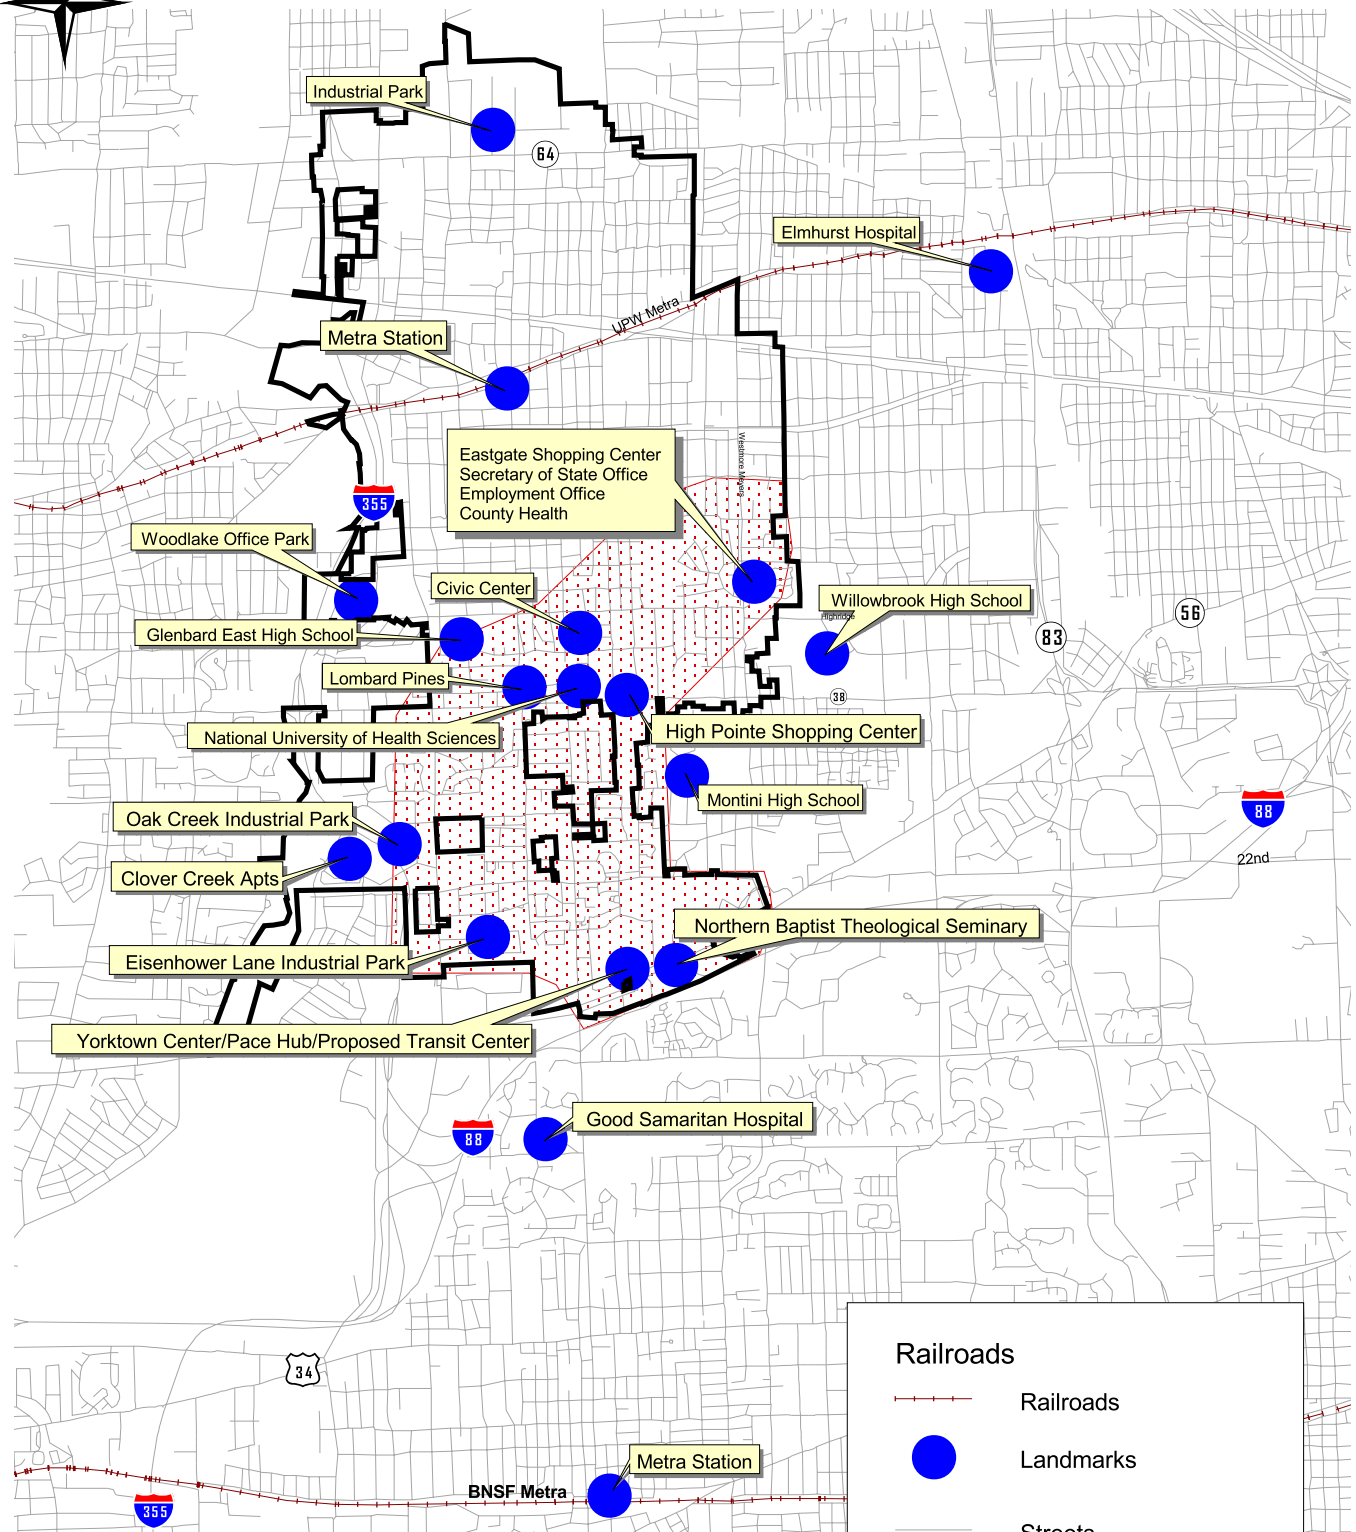 Industrial Park
64
Elmhurst Hospital
UPW Metra
Metra Station
Westmore Meyers
Eastgate Shopping Center
Secretary of State Office
Employment Office
County Health
355
Woodlake Office Park
Civic Center
Willowbrook High School
Highridge
56
83
Glenbard East High School
Lombard Pines
38
National University of Health Sciences
High Pointe Shopping Center
Montini High School
Oak Creek Industrial Park
88
22nd
Clover Creek Apts
Northern Baptist Theological Seminary
Eisenhower Lane Industrial Park
Yorktown Center/Pace Hub/Proposed Transit Center
Good Samaritan Hospital
88
34
Railroads
Railroads
Landmarks
Metra Station
BNSF Metra
355
Streets